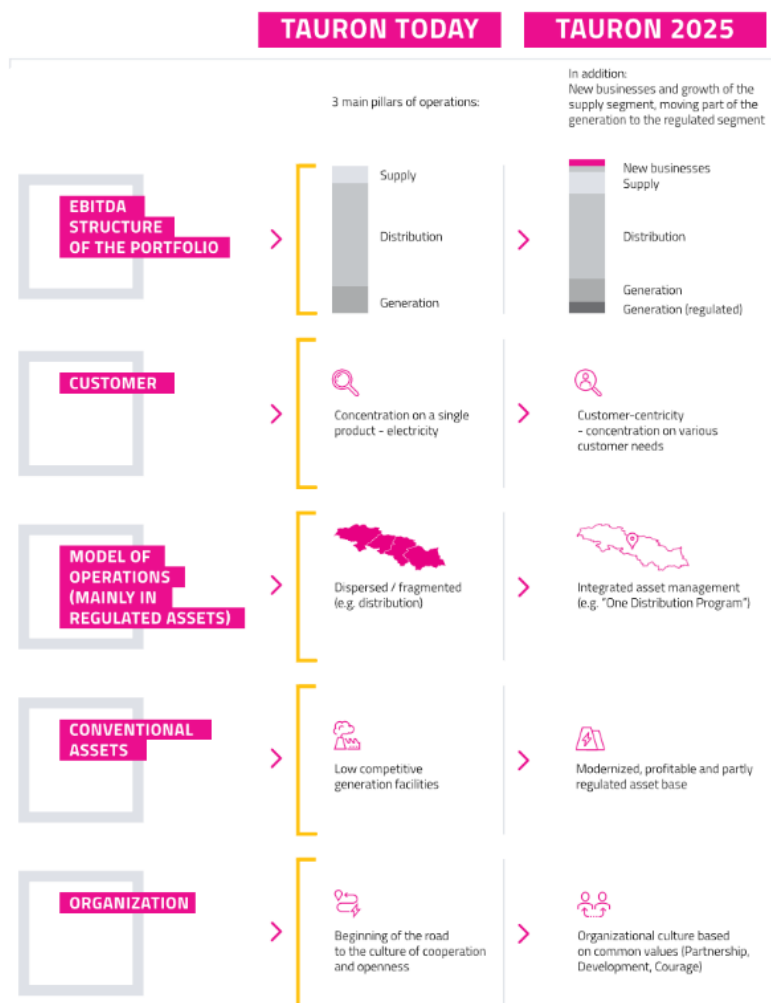 TAURON TODAY
TAURON 2025
3 main pillars of operations:
In addition:
New businesses and growth of the
supply segment, moving part of the
generation to the regulated segment
EBITDA
STRUCTURE
OF THE PORTFOLIO
Supply
Distribution
Generation
New businesses
Supply
Distribution
Generation
Generation (regulated)
CUSTOMER
Concentration on a single
product - electricity
Customer-centricity
- concentration on various
customer needs
MODEL OF
OPERATIONS
(MAINLY IN
REGULATED ASSETS)
Dispersed / fragmented
(e.g. distribution)
Integrated asset management
(e.g. "One Distribution Program")
CONVENTIONAL
ASSETS
Low competitive
generation facilities
Modernized, profitable and partly
regulated asset base
ORGANIZATION
Beginning of the road
to the culture of cooperation
and openness
Organizational culture based
on common values (Partnership,
Development, Courage)